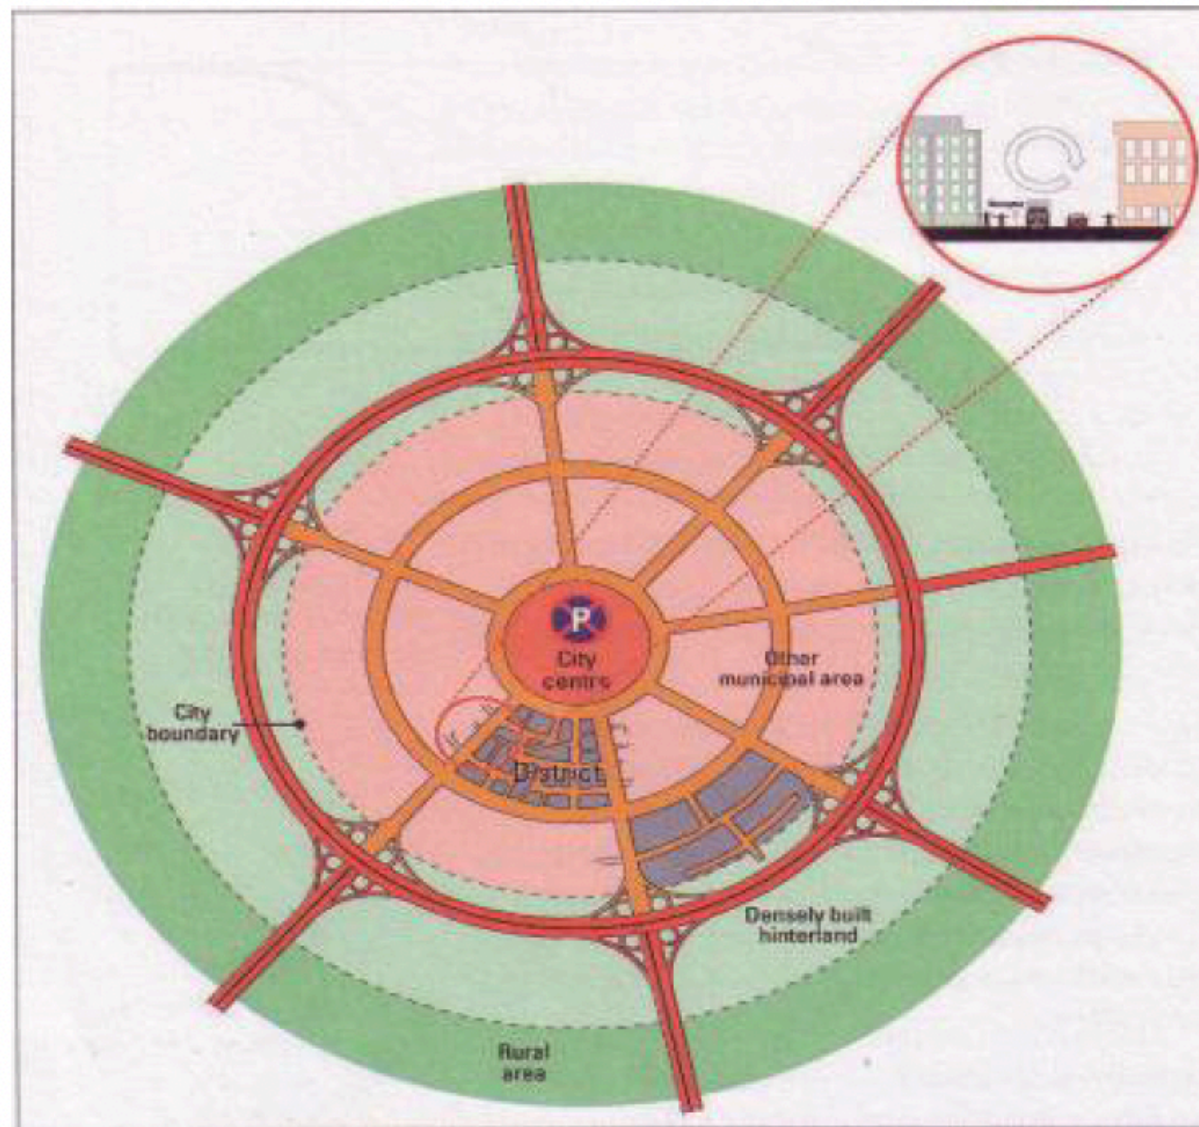 P
City
centre
Other
municipal area
City
boundary
District
Densely built
hinterland
Rural
area